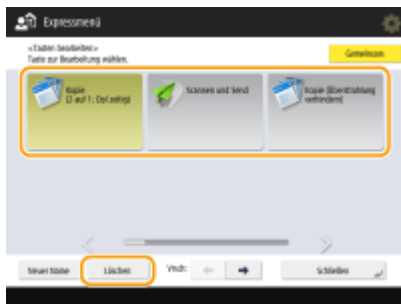 Expressmenü
<Tasten bearbeiten>
Taste zur Bearbeitung wählen.
Gemeinsam
Kopie
(2 auf 1: Dpl.seitig)
Scannen und Send
Kopie (Überstrahlung
verhindern)
Neuer Name
Löschen
Vschb:
Schließen